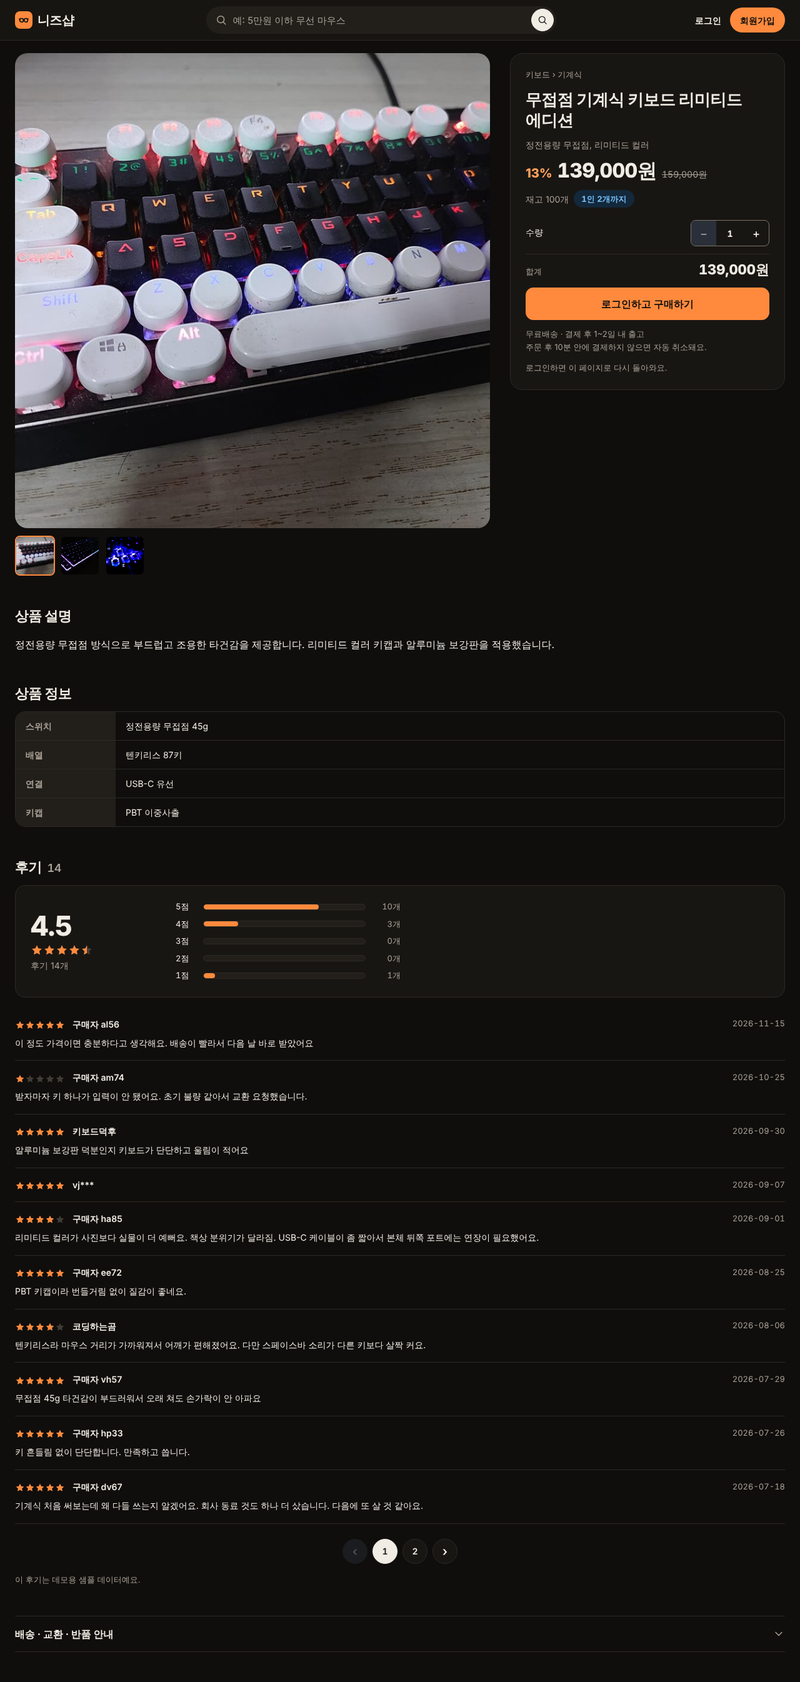 니즈샵
예: 5만원 이하 무선 마우스
로그인
회원가입
1! 2@ 3# 4$ 5% 6^ 7& 8*
Tab Q W E R T Y U I
CapsLk A S D F G H J K
Shift Z X C V B N M
Ctrl Alt
키보드 › 기계식
무접점 기계식 키보드 리미티드
에디션
정전용량 무접점, 리미티드 컬러
13% 139,000원 159,000원
재고 100개 1인 2개까지
수량 − 1 +
합계 139,000원
로그인하고 구매하기
무료배송 · 결제 후 1~2일 내 출고
주문 후 10분 안에 결제하지 않으면 자동 취소돼요.
로그인하면 이 페이지로 다시 돌아와요.
상품 설명
정전용량 무접점 방식으로 부드럽고 조용한 타건감을 제공합니다. 리미티드 컬러 키캡과 알루미늄 보강판을 적용했습니다.
상품 정보
스위치 정전용량 무접점 45g
배열 텐키리스 87키
연결 USB-C 유선
키캡 PBT 이중사출
후기 14
4.5
후기 14개
5점 10개
4점 3개
3점 0개
2점 0개
1점 1개
구매자 al56 2026-11-15
이 정도 가격이면 충분하다고 생각해요. 배송이 빨라서 다음 날 바로 받았어요
구매자 am74 2026-10-25
받자마자 키 하나가 입력이 안 됐어요. 초기 불량 같아서 교환 요청했습니다.
키보드덕후 2026-09-30
알루미늄 보강판 덕분인지 키보드가 단단하고 울림이 적어요
vj*** 2026-09-07
구매자 ha85 2026-09-01
리미티드 컬러가 사진보다 실물이 더 예뻐요. 책상 분위기가 달라짐. USB-C 케이블이 좀 짧아서 본체 뒤쪽 포트에는 연장이 필요했어요.
구매자 ee72 2026-08-25
PBT 키캡이라 번들거림 없이 질감이 좋네요.
코딩하는곰 2026-08-06
텐키리스라 마우스 거리가 가까워져서 어깨가 편해졌어요. 다만 스페이스바 소리가 다른 키보다 살짝 커요.
구매자 vh57 2026-07-29
무접점 45g 타건감이 부드러워서 오래 쳐도 손가락이 안 아파요
구매자 hp33 2026-07-26
키 흔들림 없이 단단합니다. 만족하고 씁니다.
구매자 dv67 2026-07-18
기계식 처음 써보는데 왜 다들 쓰는지 알겠어요. 회사 동료 것도 하나 더 샀습니다. 다음에 또 살 것 같아요.
‹ 1 2 ›
이 후기는 데모용 샘플 데이터예요.
배송 · 교환 · 반품 안내